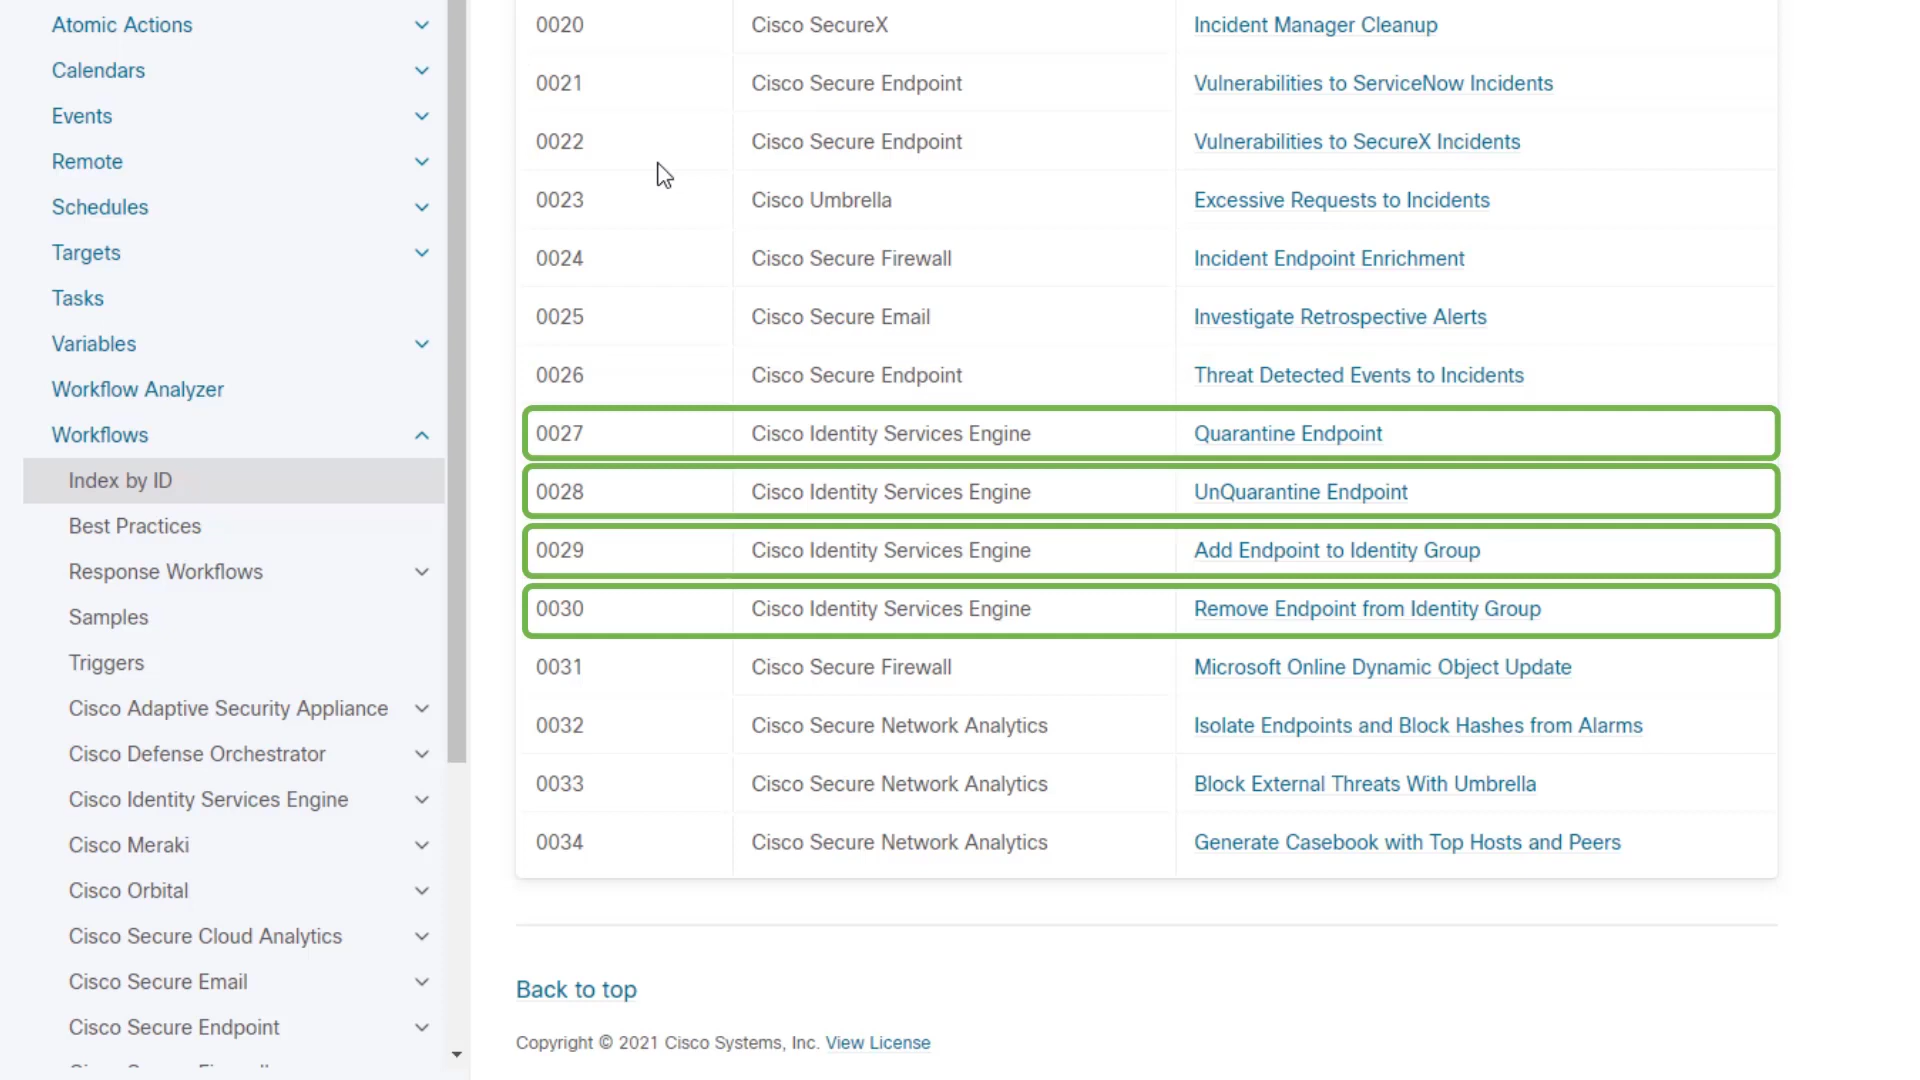 Atomic Actions
Calendars
Events
Remote
Schedules
Targets
Tasks
Variables
Workflow Analyzer
Workflows
Index by ID
Best Practices
Response Workflows
Samples
Triggers
Cisco Adaptive Security Appliance
Cisco Defense Orchestrator
Cisco Identity Services Engine
Cisco Meraki
Cisco Orbital
Cisco Secure Cloud Analytics
Cisco Secure Email
Cisco Secure Endpoint
0020 Cisco SecureX Incident Manager Cleanup
0021 Cisco Secure Endpoint Vulnerabilities to ServiceNow Incidents
0022 Cisco Secure Endpoint Vulnerabilities to SecureX Incidents
0023 Cisco Umbrella Excessive Requests to Incidents
0024 Cisco Secure Firewall Incident Endpoint Enrichment
0025 Cisco Secure Email Investigate Retrospective Alerts
0026 Cisco Secure Endpoint Threat Detected Events to Incidents
0027 Cisco Identity Services Engine Quarantine Endpoint
0028 Cisco Identity Services Engine UnQuarantine Endpoint
0029 Cisco Identity Services Engine Add Endpoint to Identity Group
0030 Cisco Identity Services Engine Remove Endpoint from Identity Group
0031 Cisco Secure Firewall Microsoft Online Dynamic Object Update
0032 Cisco Secure Network Analytics Isolate Endpoints and Block Hashes from Alarms
0033 Cisco Secure Network Analytics Block External Threats With Umbrella
0034 Cisco Secure Network Analytics Generate Casebook with Top Hosts and Peers
Back to top
Copyright © 2021 Cisco Systems, Inc. View License